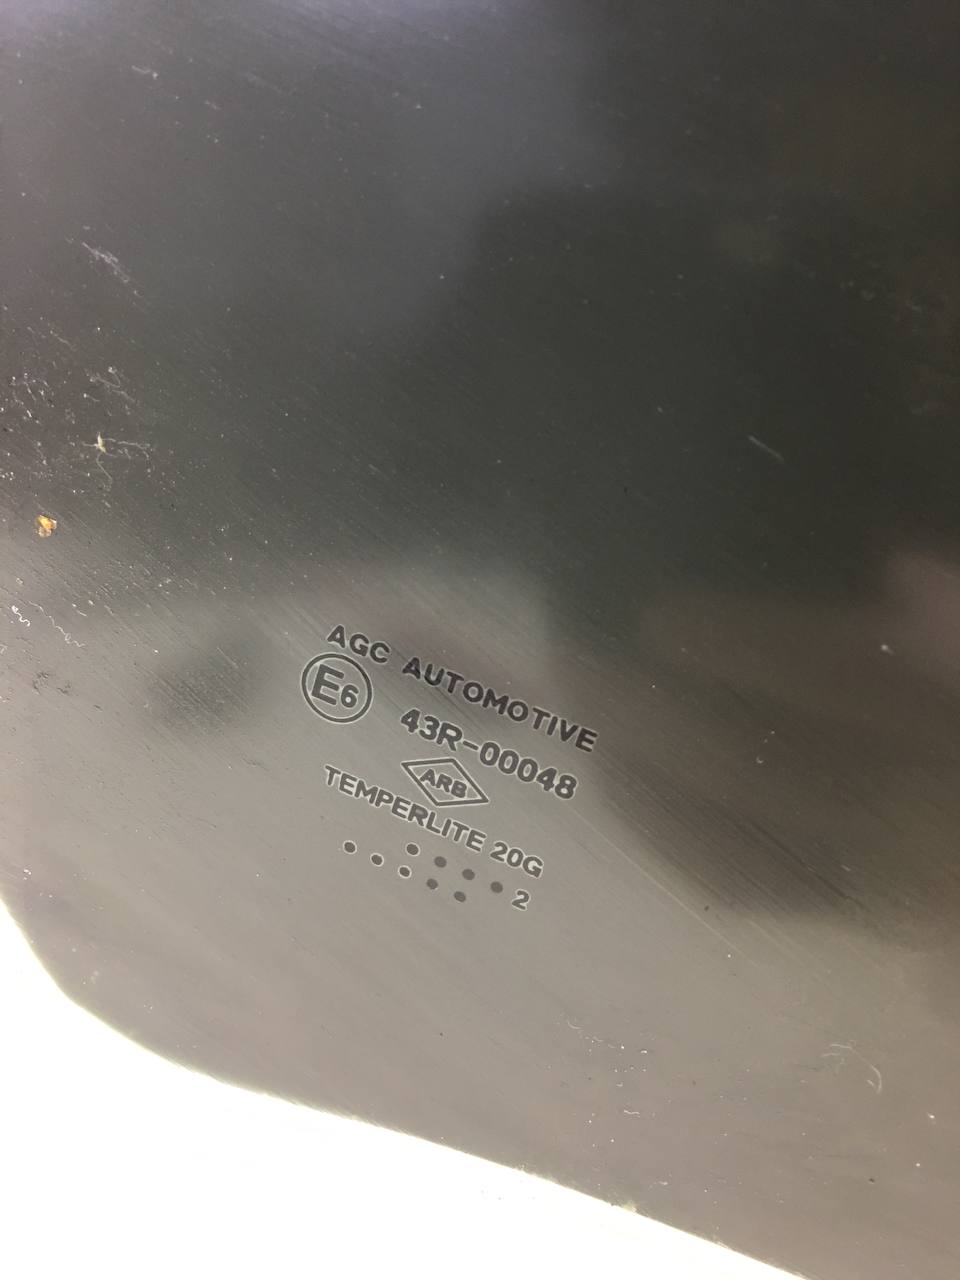 AGC AUTOMOTIVE
E6
43R-00048
ARB
TEMPERLITE 20G
2